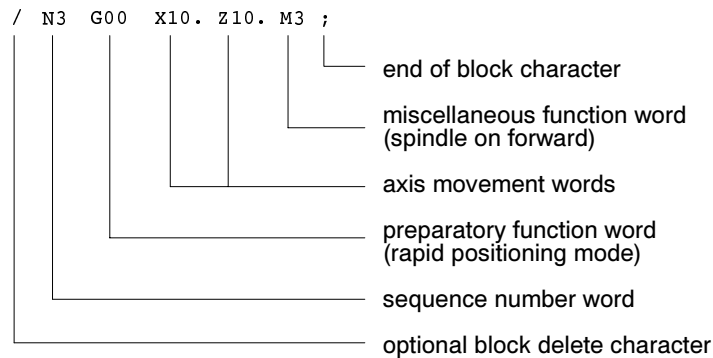 / N3 G00 X10. Z10. M3 ;
end of block character
miscellaneous function word
(spindle on forward)
axis movement words
preparatory function word
(rapid positioning mode)
sequence number word
optional block delete character